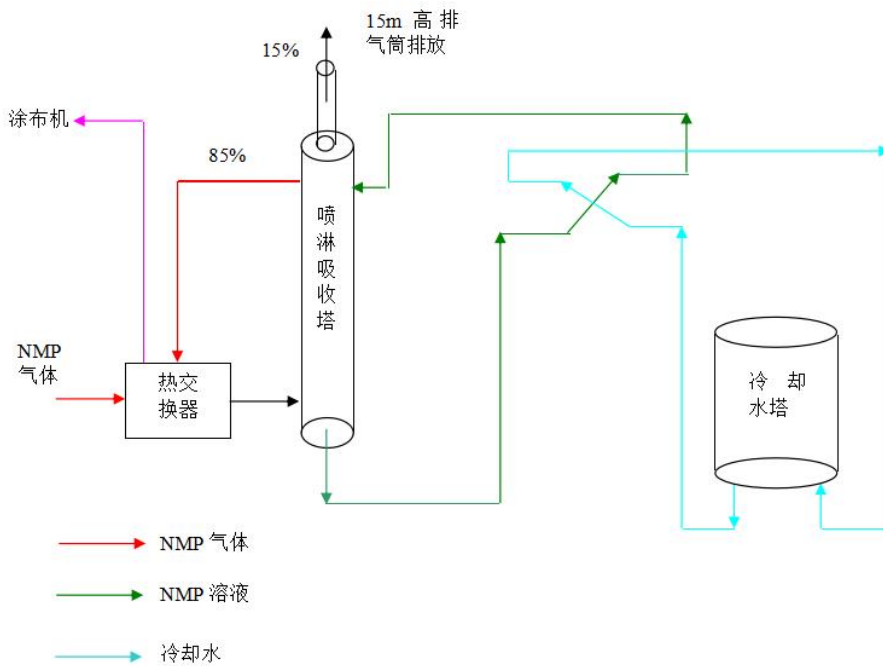 15m 高排
气筒排放
15%
涂布机
85%
喷
淋
吸
收
塔
NMP
气体
热交
换器
冷却
水塔
NMP 气体
NMP 溶液
冷却水